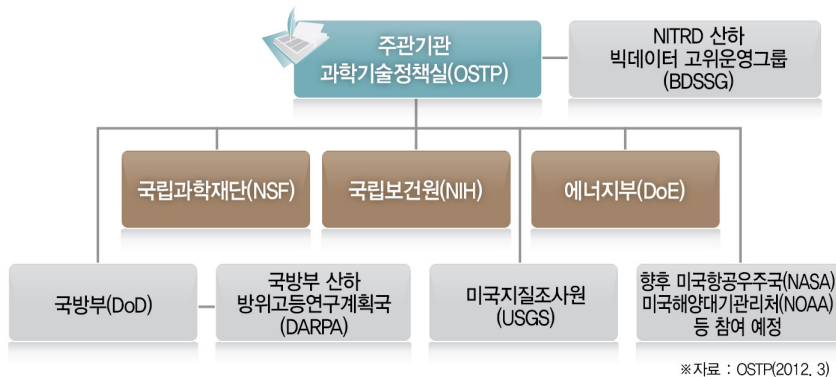 주관기관
과학기술정책실(OSTP)
NITRD 산하
빅데이터 고위운영그룹
(BDSSG)
국립과학재단(NSF)
국립보건원(NIH)
에너지부(DoE)
국방부(DoD)
국방부 산하
방위고등연구계획국
(DARPA)
미국지질조사원
(USGS)
향후 미국항공우주국(NASA)
미국해양대기관리처(NOAA)
등 참여 예정
※자료 : OSTP(2012. 3)